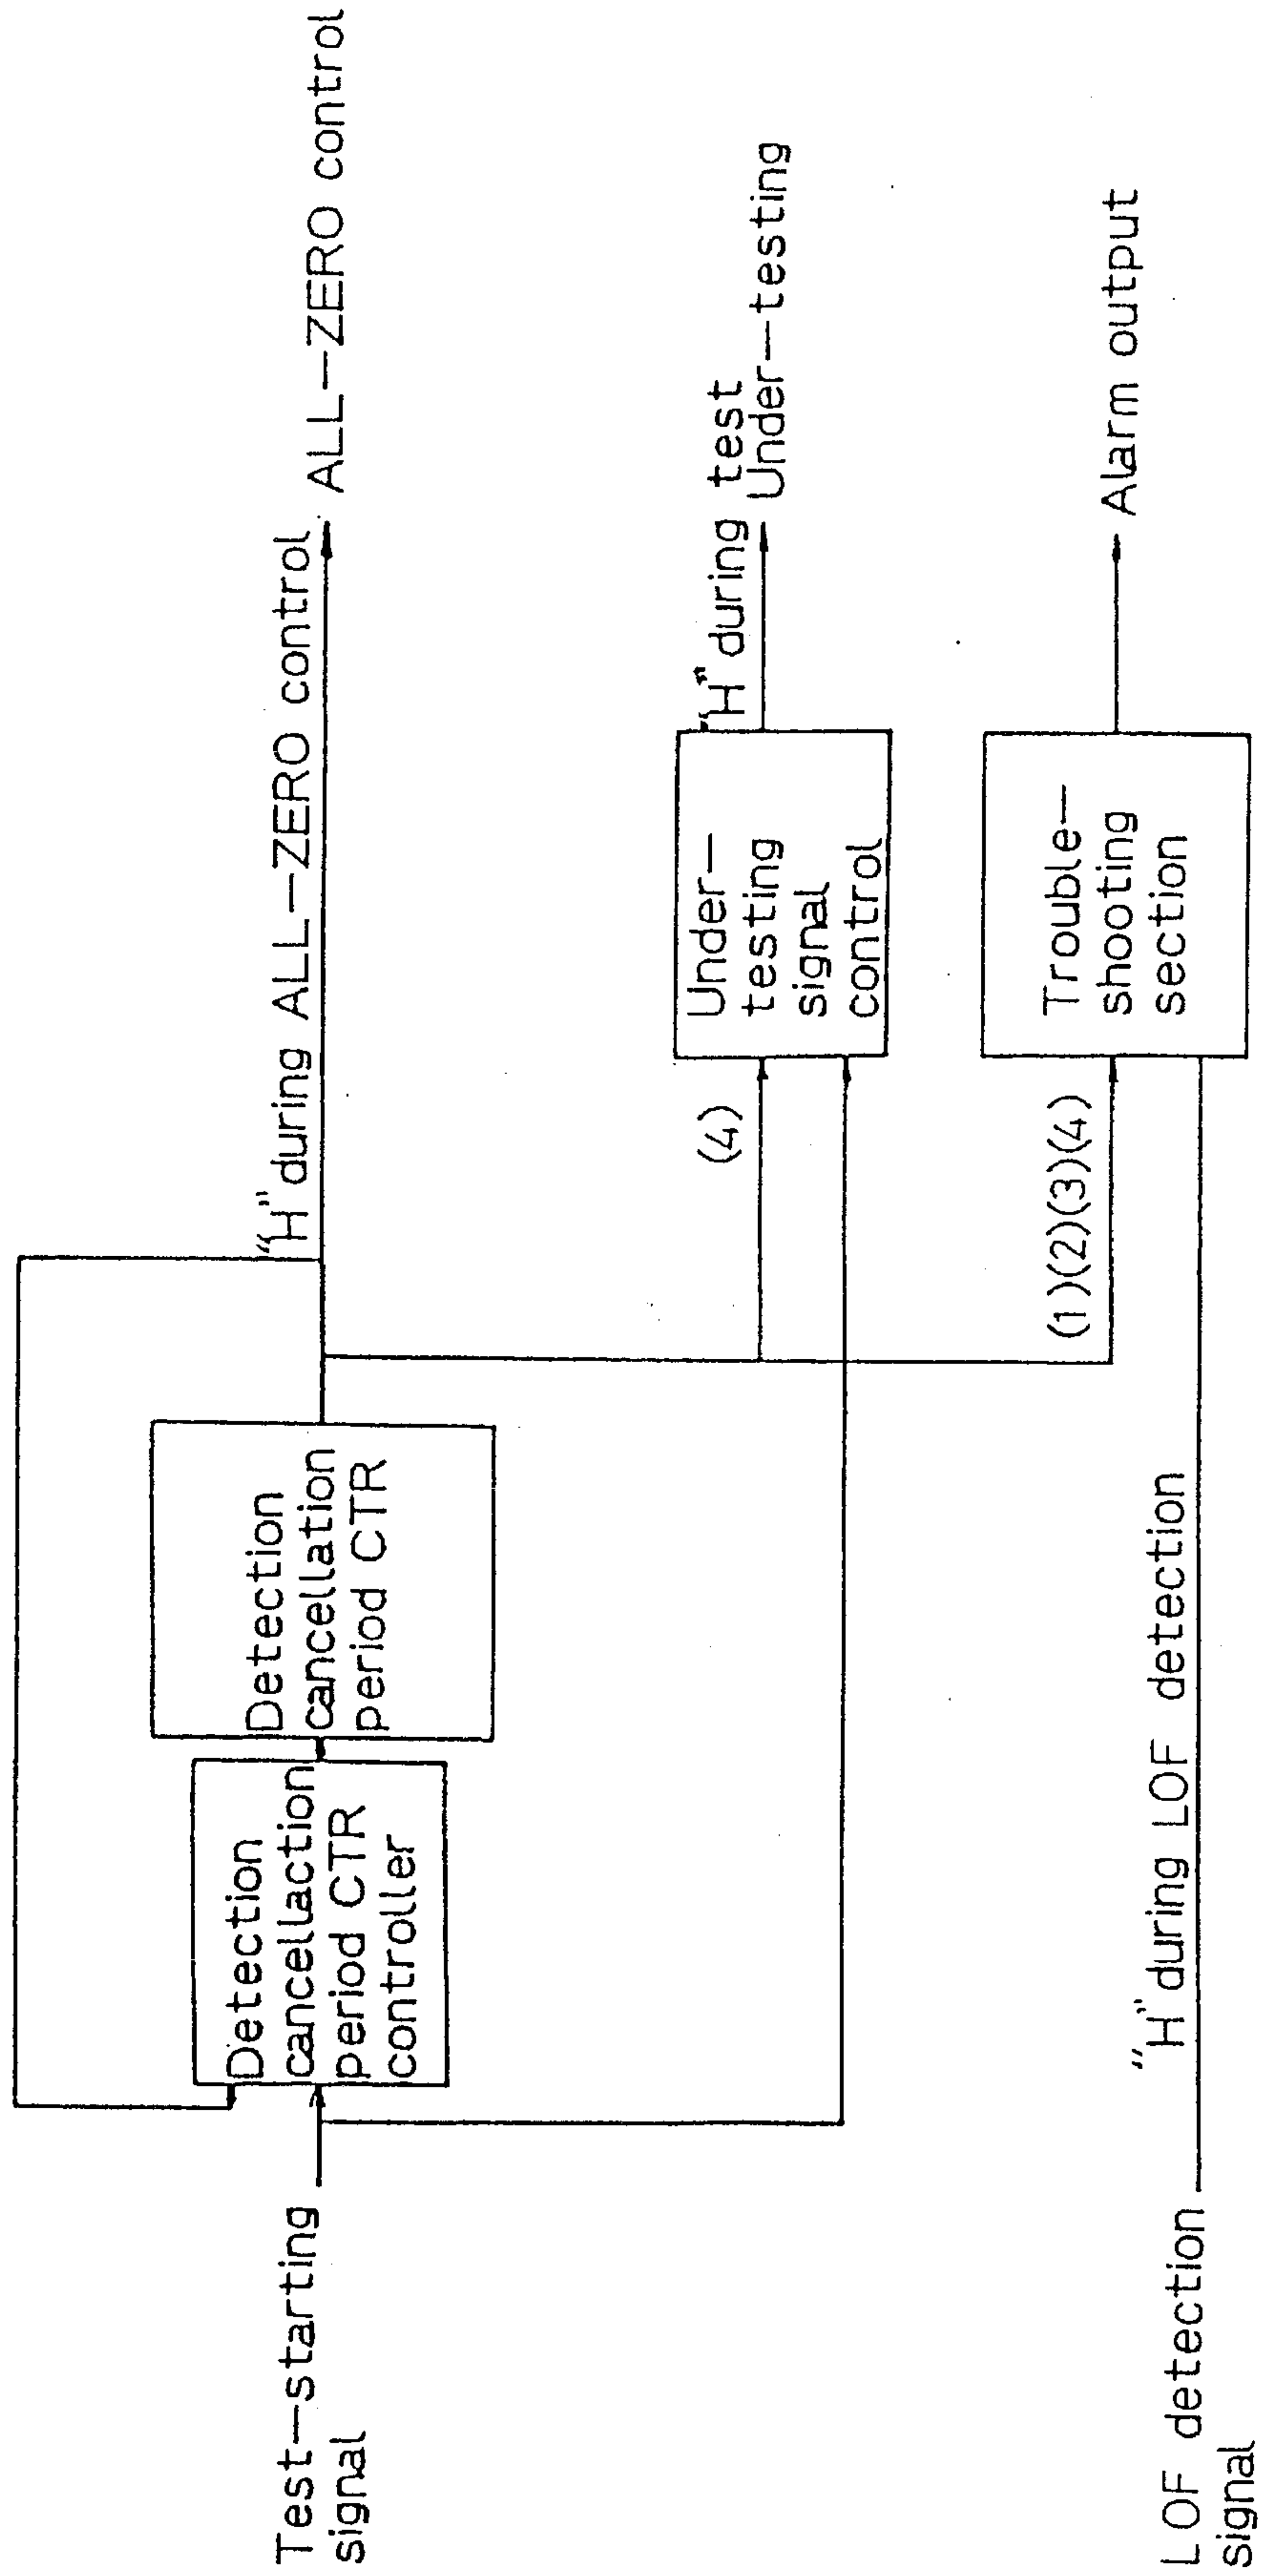 Test—starting
signal
Detection
cancellaction
period CTR
controller
Detection
cancellation
period CTR
"H" during ALL—ZERO control
ALL—ZERO control
(4)
Under—
testing
signal
control
"H" during test
Under—testing
(1)(2)(3)(4)
Trouble—
shooting
section
Alarm output
LOF detection
signal
"H" during LOF detection